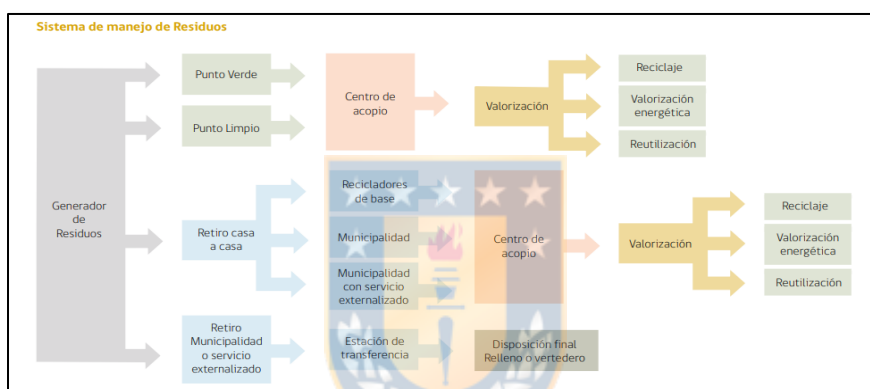 Sistema de manejo de Residuos
Punto Verde
Punto Limpio
Centro de
acopio
Valorización
Reciclaje
Valorización
energética
Reutilización
Generador
de
Residuos
Retiro casa
a casa
Recicladores
de base
Municipalidad
Municipalidad
con servicio
externalizado
Centro de
acopio
Valorización
Reciclaje
Valorización
energética
Reutilización
Retiro
Municipalidad
o servicio
externalizado
Estación de
transferencia
Disposición final
Relleno o vertedero